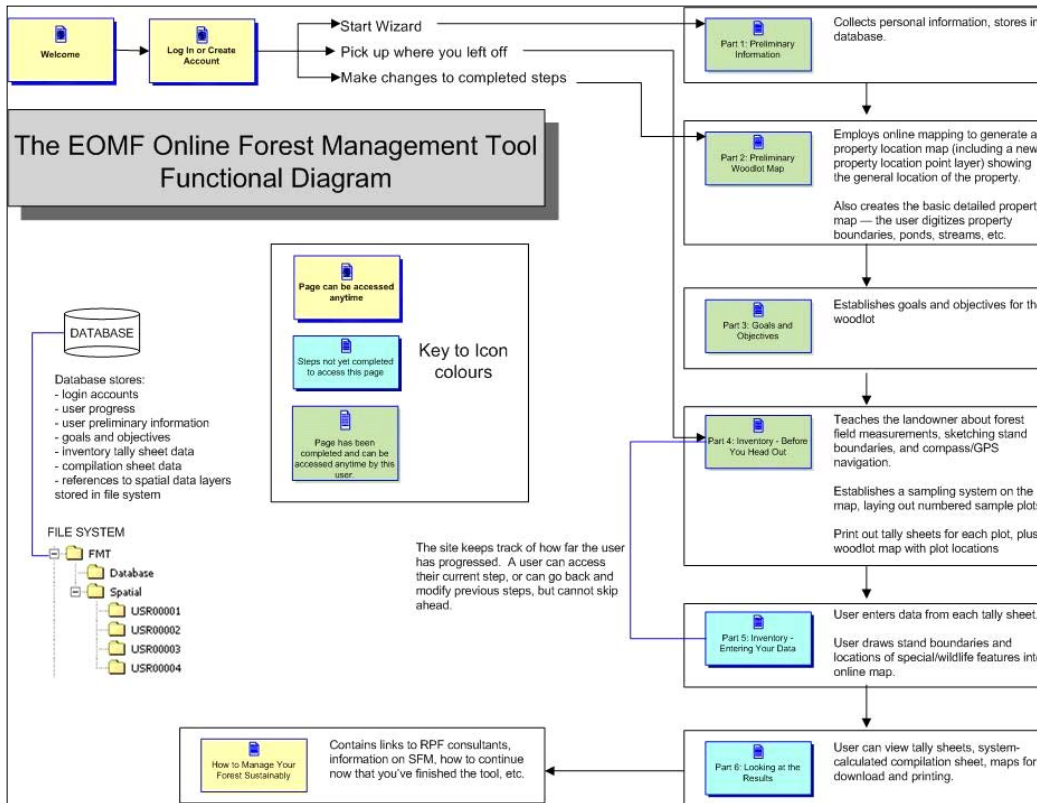 Welcome
Log In or Create
Account
Start Wizard
Pick up where you left off
Make changes to completed steps
The EOMF Online Forest Management Tool
Functional Diagram
Part 1: Preliminary
Information
Collects personal information, stores in
database.
Part 2: Preliminary
Woodlot Map
Employs online mapping to generate a
property location map (including a new
property location point layer) showing
the general location of the property.
Also creates the basic detailed property
map — the user digitizes property
boundaries, ponds, streams, etc.
Part 3: Goals and
Objectives
Establishes goals and objectives for the
woodlot
Part 4: Inventory - Before
You Head Out
Teaches the landowner about forest
field measurements, sketching stand
boundaries, and compass/GPS
navigation.
Establishes a sampling system on the
map, laying out numbered sample plots
Print out tally sheets for each plot, plus
woodlot map with plot locations
Part 5: Inventory -
Entering Your Data
User enters data from each tally sheet.
User draws stand boundaries and
locations of special/wildlife features into
online map.
Part 6: Looking at the
Results
User can view tally sheets, system-
calculated compilation sheet, maps for
download and printing.
How to Manage Your
Forest Sustainably
Contains links to RPF consultants,
information on SFM, how to continue
now that you've finished the tool, etc.
Page can be accessed
anytime
Steps not yet completed
to access this page
Page has been
completed and can be
accessed anytime by this
user.
Key to Icon
colours
The site keeps track of how far the user
has progressed. A user can access
their current step, or can go back and
modify previous steps, but cannot skip
ahead.
DATABASE
Database stores:
- login accounts
- user progress
- user preliminary information
- goals and objectives
- inventory tally sheet data
- compilation sheet data
- references to spatial data layers
stored in file system
FILE SYSTEM
FMT
Database
Spatial
USR00001
USR00002
USR00003
USR00004